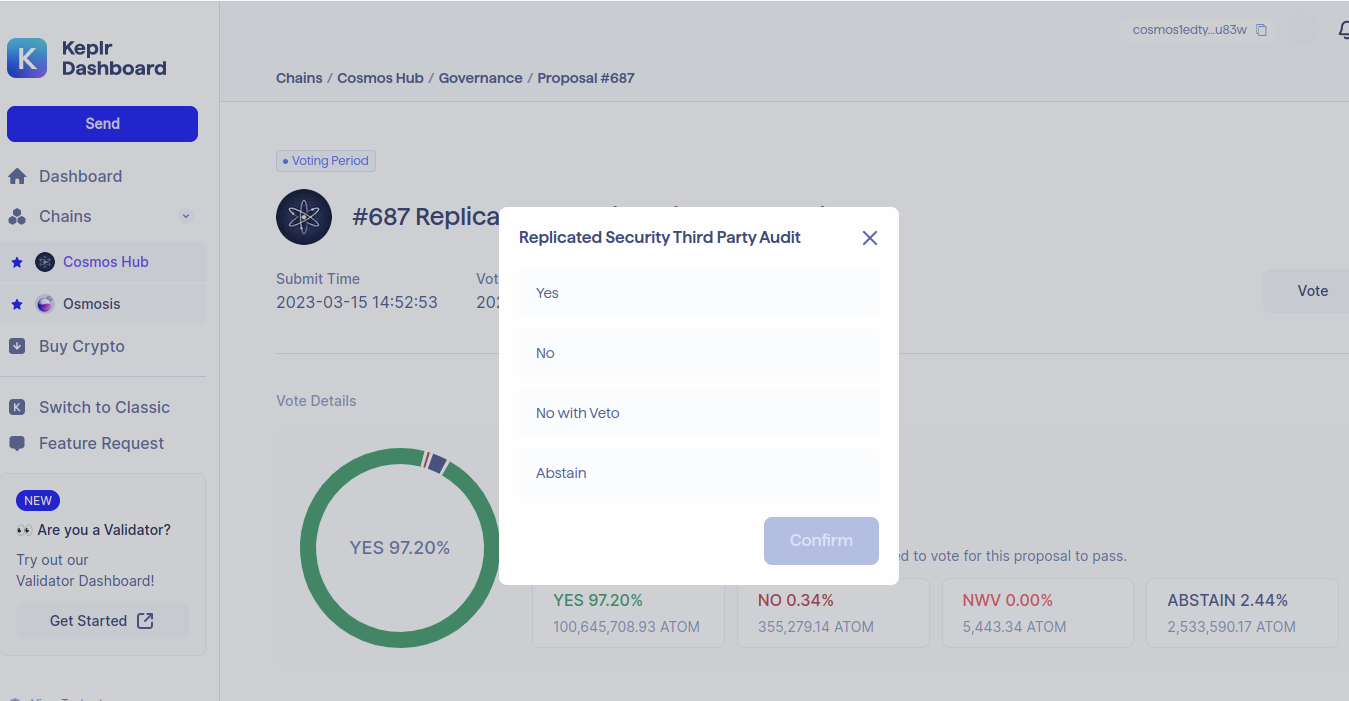 cosmos1edty...u83w
Keplr
Dashboard
Chains / Cosmos Hub / Governance / Proposal #687
Send
Voting Period
Dashboard
Chains
#687 Replica
Cosmos Hub
Osmosis
Submit Time
Vot
2023-03-15 14:52:53
202
Vote
Buy Crypto
Switch to Classic
Vote Details
Feature Request
NEW
Are you a Validator?
Try out our
Validator Dashboard!
Get Started
YES 97.20%
Replicated Security Third Party Audit
Yes
No
No with Veto
Abstain
Confirm
ed to vote for this proposal to pass.
YES 97.20%
100,645,708.93 ATOM
NO 0.34%
355,279.14 ATOM
NWV 0.00%
5,443.34 ATOM
ABSTAIN 2.44%
2,533,590.17 ATOM